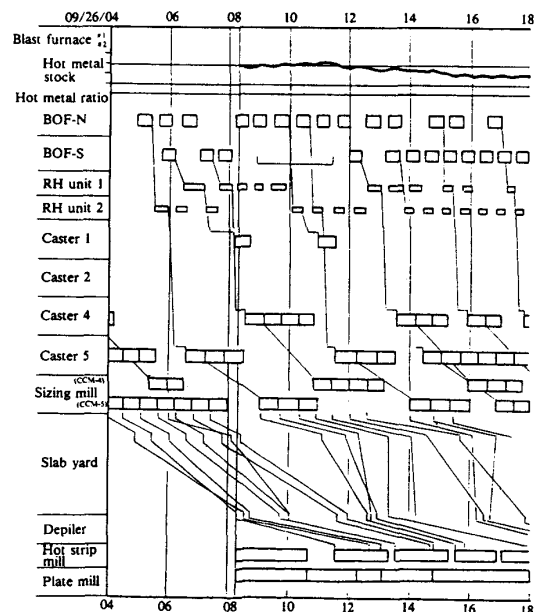 09/26/04 06 08 10 12 14 16 18
Blast furnace #1
#2
Hot metal
stock
Hot metal ratio
BOF-N
BOF-S
RH unit 1
RH unit 2
Caster 1
Caster 2
Caster 4
Caster 5
(CCM-4)
Sizing mill
(CCM-5)
Slab yard
Depiler
Hot strip
mill
Plate mill
04 06 08 10 12 14 16 18